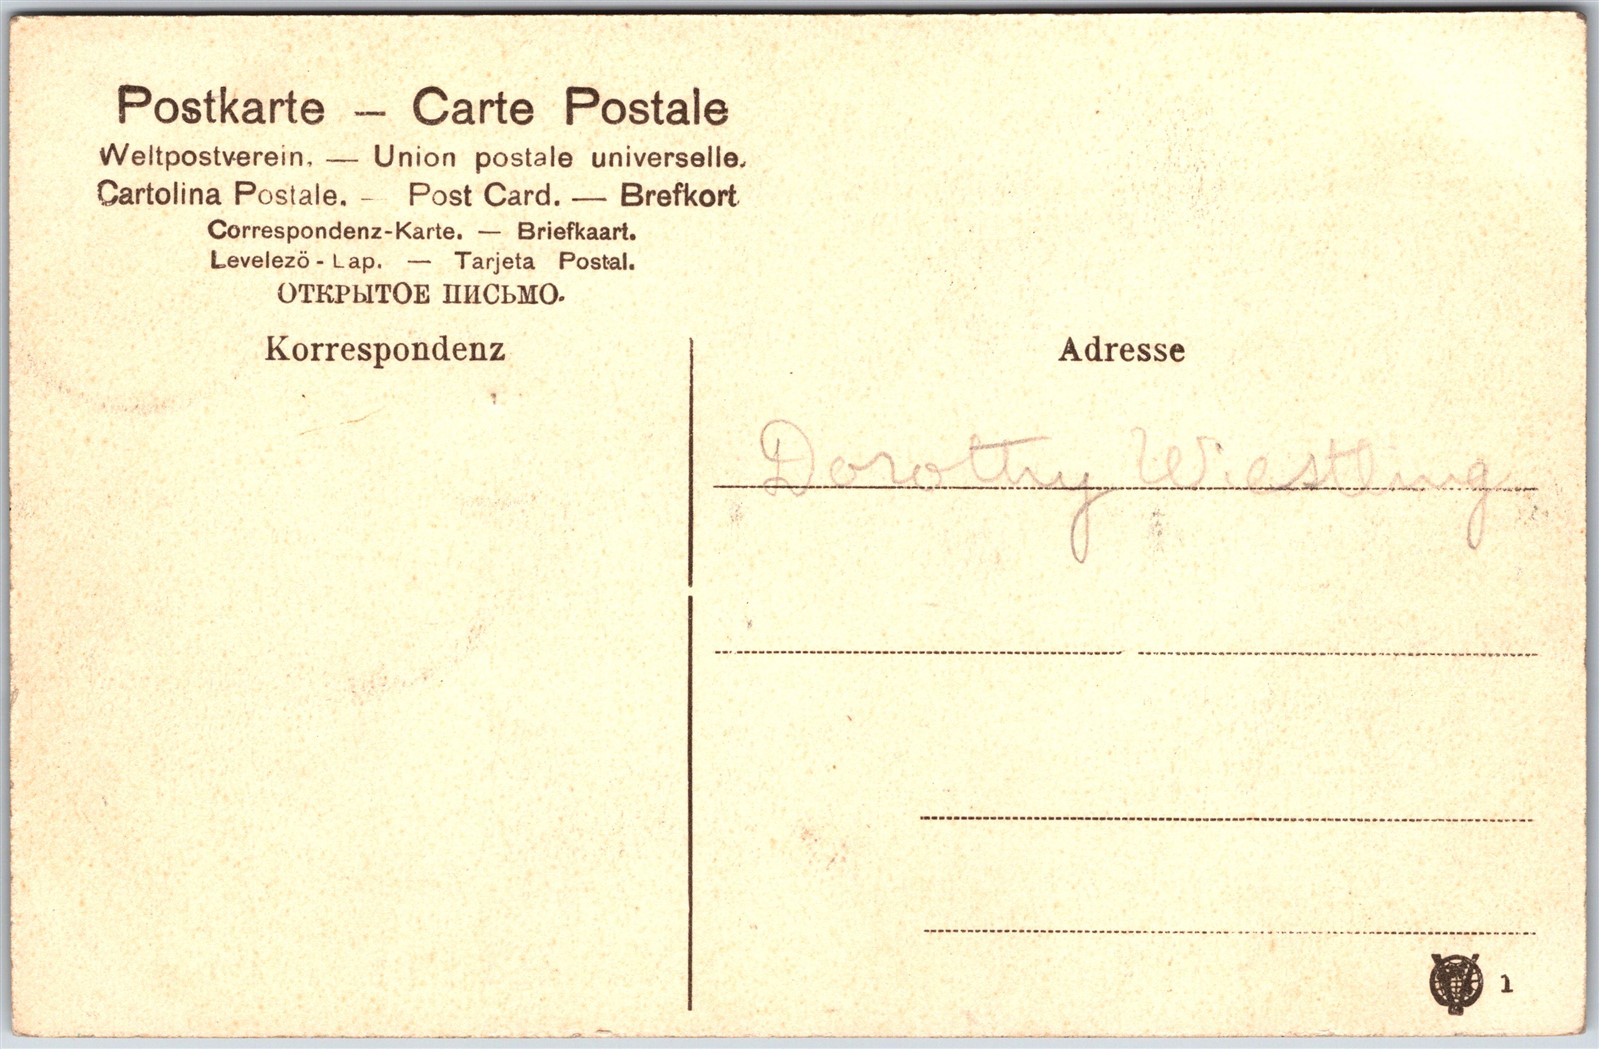 Postkarte — Carte Postale
Weltpostverein. — Union postale universelle.
Cartolina Postale. - Post Card. — Brefkort
Correspondenz-Karte. — Briefkaart.
Levelezö-Lap. — Tarjeta Postal.
ОТКРЫТОЕ ПИСЬМО.
Korrespondenz
Adresse
Dorothy Wiestling
1